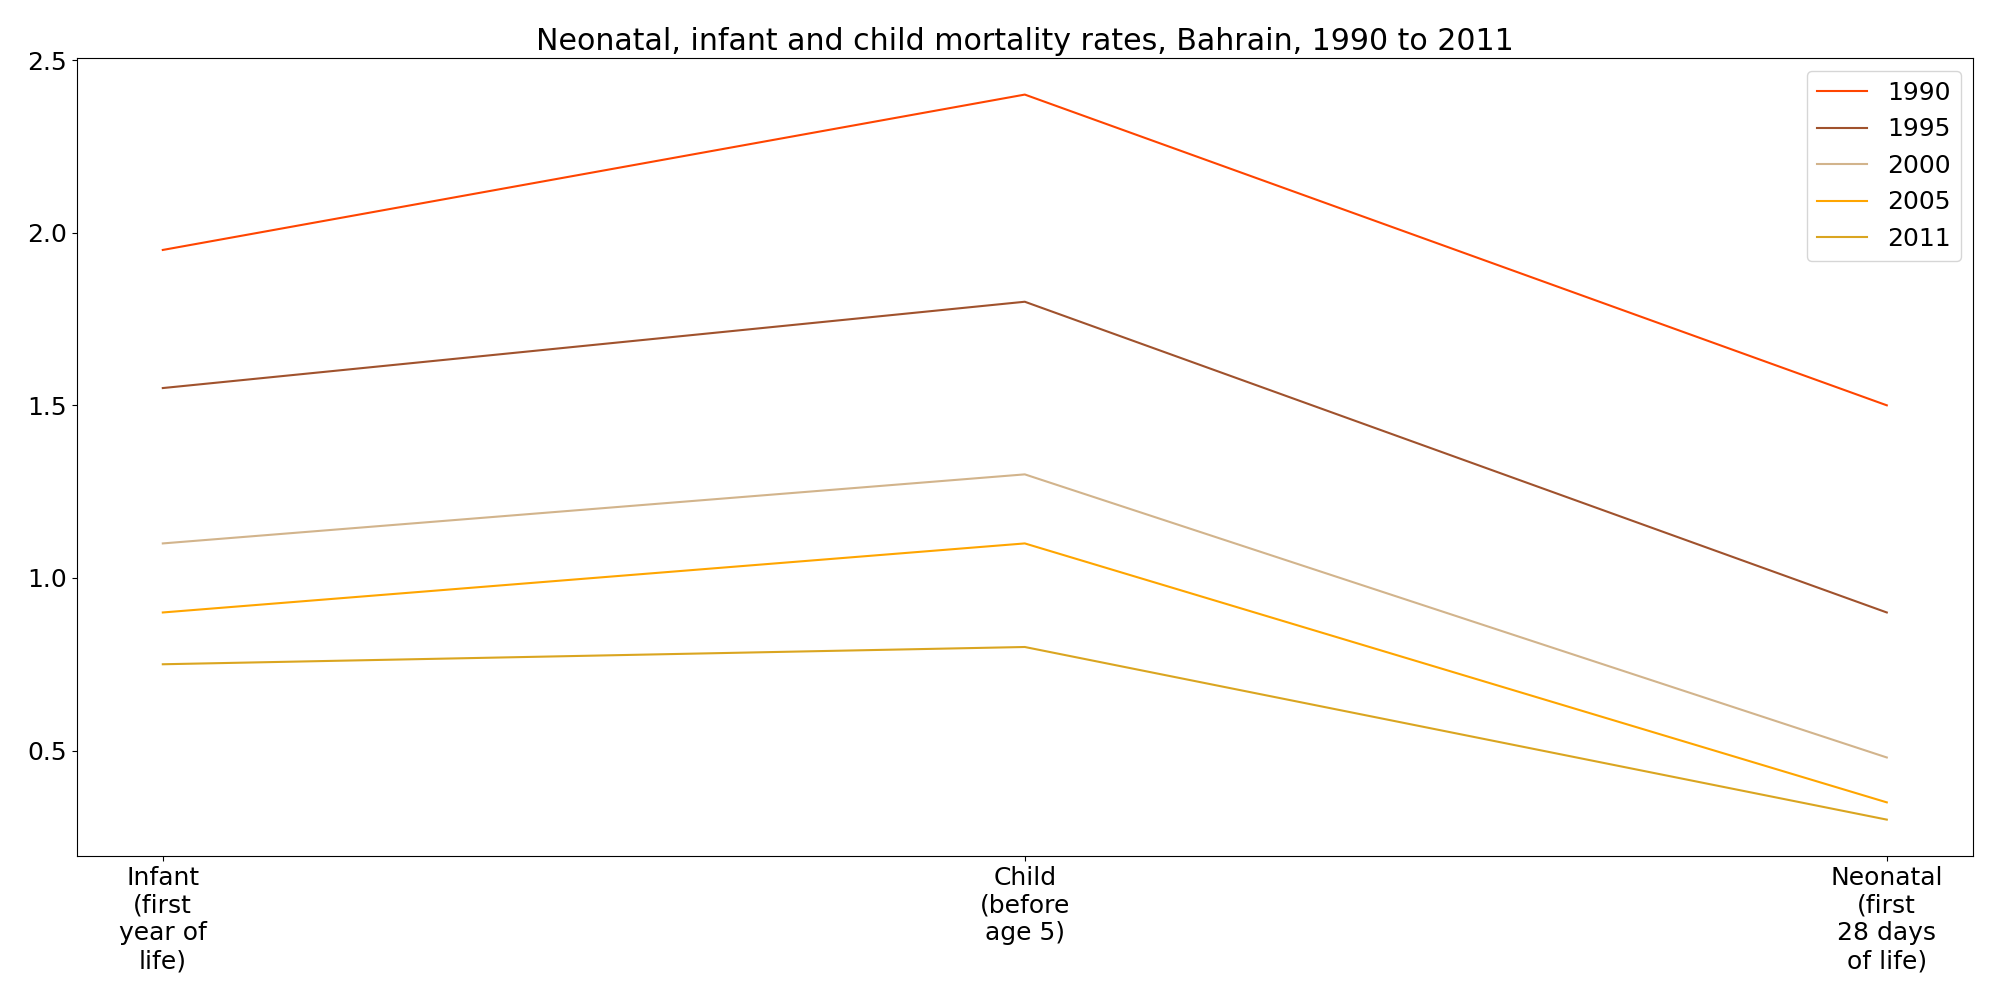 Neonatal, infant and child mortality rates, Bahrain, 1990 to 2011
2.5
2.0
1.5
1.0
0.5
1990
1995
2000
2005
2011
Infant
(first
year of
life)
Child
(before
age 5)
Neonatal
(first
28 days
of life)